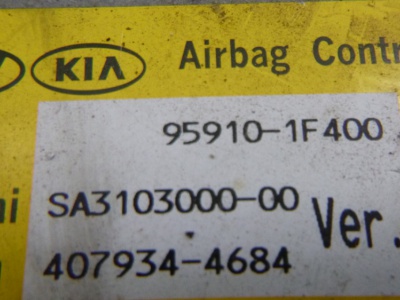 KIA Airbag Contr
95910-1F400
SA3103000-00
Ver.
407934-4684